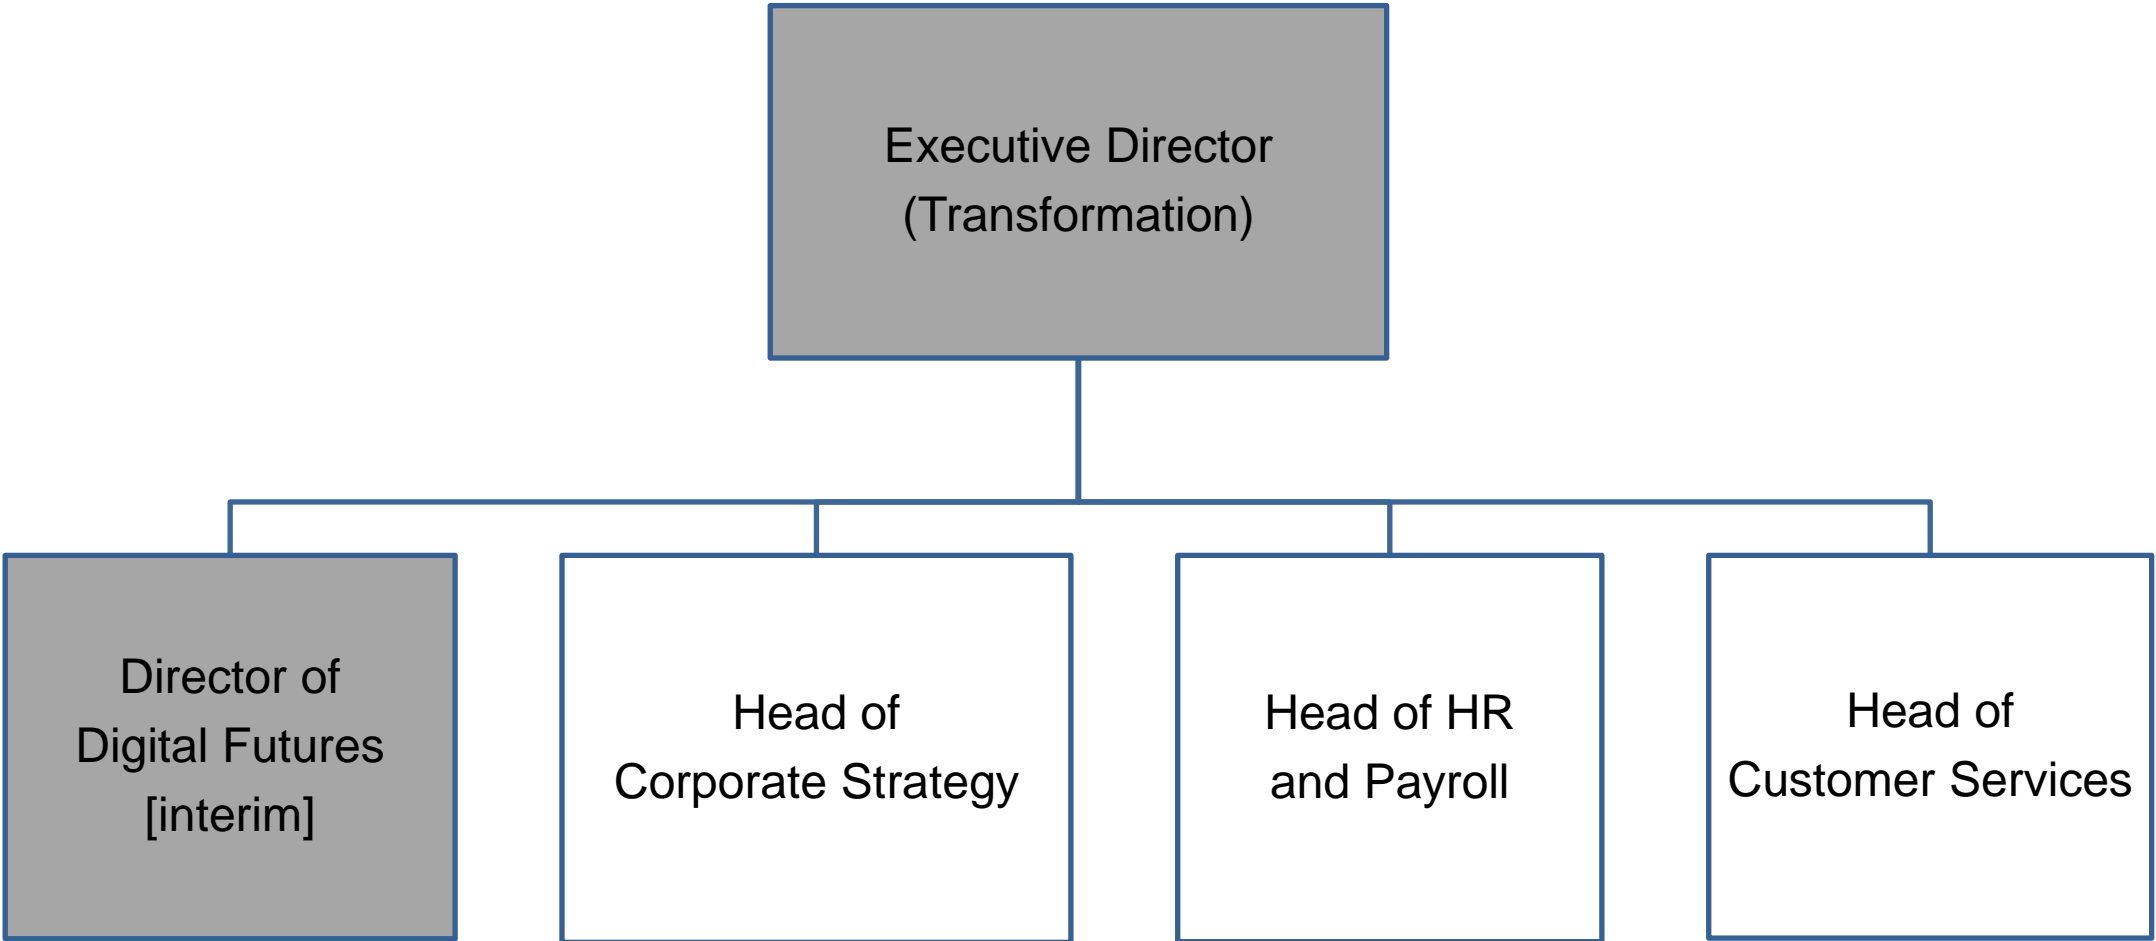 Executive Director
(Transformation)
Director of
Digital Futures
[interim]
Head of
Corporate Strategy
Head of HR
and Payroll
Head of
Customer Services